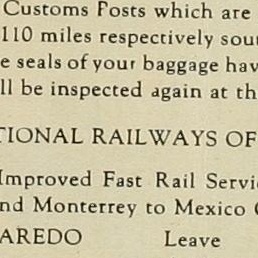 Customs Posts which are
110 miles respectively sou
e seals of your baggage hav
ll be inspected again at th
TIONAL RAILWAYS OF
Improved Fast Rail Servi
nd Monterrey to Mexico
AREDO Leave